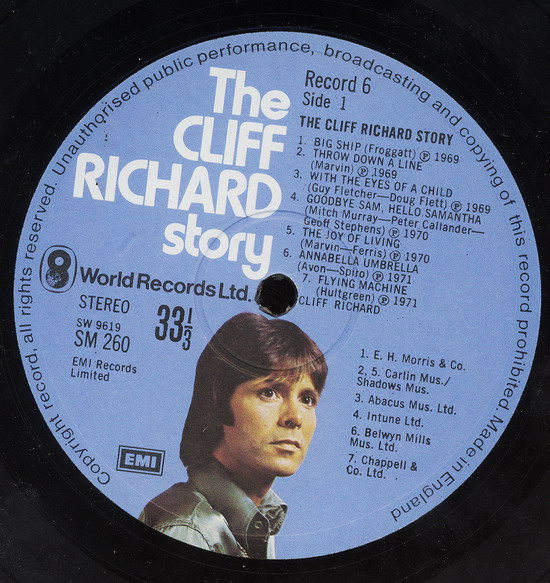 Copyright record, all rights reserved. Unauthorised public performance, broadcasting and copying of this record prohibited. Made in England
The
CLIFF
RICHARD
story
8 World Records Ltd.
STEREO
SW 9619
SM 260
33 1/3
EMI Records
Limited
EMI
Record 6
Side 1
THE CLIFF RICHARD STORY
1. BIG SHIP (Froggatt) ℗ 1969
2. THROW DOWN A LINE
(Marvin) ℗ 1969
3. WITH THE EYES OF A CHILD
(Guy Fletcher—Doug Flett) ℗ 1969
4. GOODBYE SAM, HELLO SAMANTHA
(Mitch Murray—Peter Callander—
Geoff Stephens) ℗ 1970
5. THE JOY OF LIVING
(Marvin—Ferris) ℗ 1970
6. ANNABELLA UMBRELLA
(Avon—Spiro) ℗ 1971
7. FLYING MACHINE
(Hultgreen) ℗ 1971
CLIFF RICHARD
1. E. H. Morris & Co.
2, 5. Carlin Mus./
Shadows Mus.
3. Abacus Mus. Ltd.
4. Intune Ltd.
6. Belwyn Mills
Mus. Ltd.
7. Chappell &
Co. Ltd.